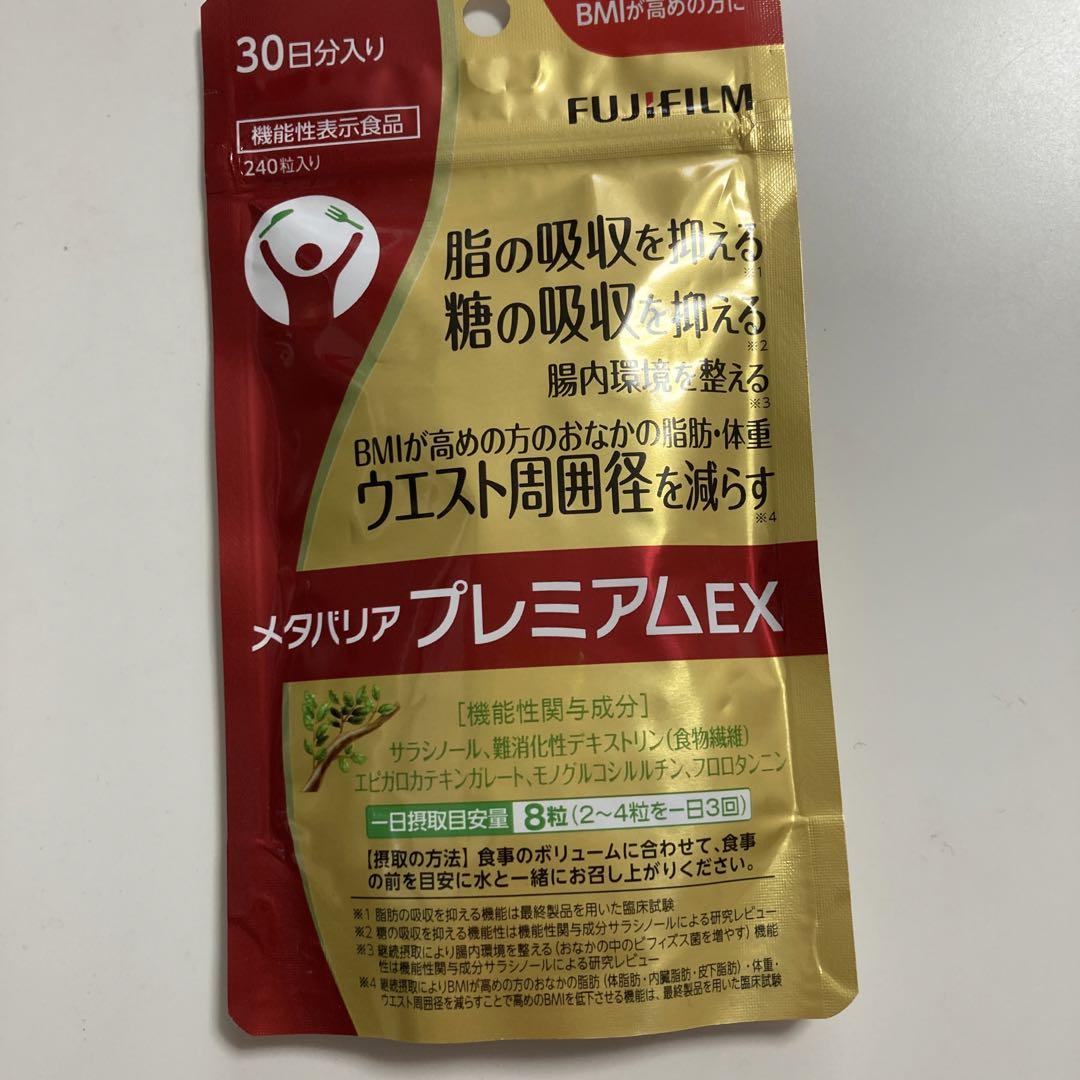 30日分入り
BMIが高めの方に
FUJIFILM
機能性表示食品
240粒入り
脂の吸収を抑える
※1
糖の吸収を抑える
※2
腸内環境を整える
※3
BMIが高めの方のおなかの脂肪・体重
ウエスト周囲径を減らす
※4
メタバリア プレミアムEX
[機能性関与成分]
サラシノール、難消化性デキストリン(食物繊維)
エピガロカテキンガレート、モノグルコシルルチン、フロロタンニン
一日摂取目安量 8粒(2〜4粒を一日3回)
【摂取の方法】食事のボリュームに合わせて、食事
の前を目安に水と一緒にお召し上がりください。
※1 脂肪の吸収を抑える機能は最終製品を用いた臨床試験
※2 糖の吸収を抑える機能性は機能性関与成分サラシノールによる研究レビュー
※3 継続摂取により腸内環境を整える(おなかの中のビフィズス菌を増やす)機能
性は機能性関与成分サラシノールによる研究レビュー
※4 継続摂取によりBMIが高めの方のおなかの脂肪(体脂肪・内臓脂肪・皮下脂肪)・体重・
ウエスト周囲径を減らすことで高めのBMIを低下させる機能は、最終製品を用いた臨床試験